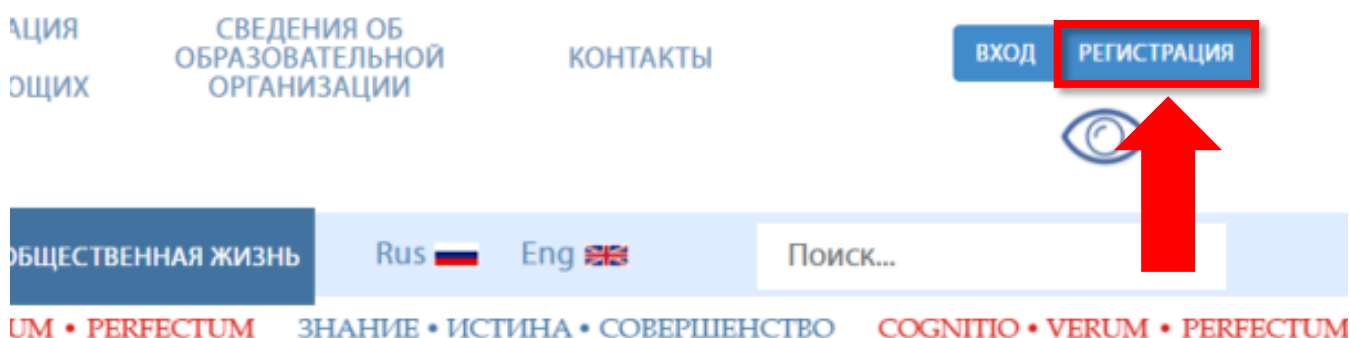 АЦИЯ
ОЩИХ
СВЕДЕНИЯ ОБ
ОБРАЗОВАТЕЛЬНОЙ
ОРГАНИЗАЦИИ
КОНТАКТЫ
ВХОД РЕГИСТРАЦИЯ
ОБЩЕСТВЕННАЯ ЖИЗНЬ Rus Eng Поиск...
UM • PERFECTUM ЗНАНИЕ • ИСТИНА • СОВЕРШЕНСТВО COGNITIO • VERUM • PERFECTUM